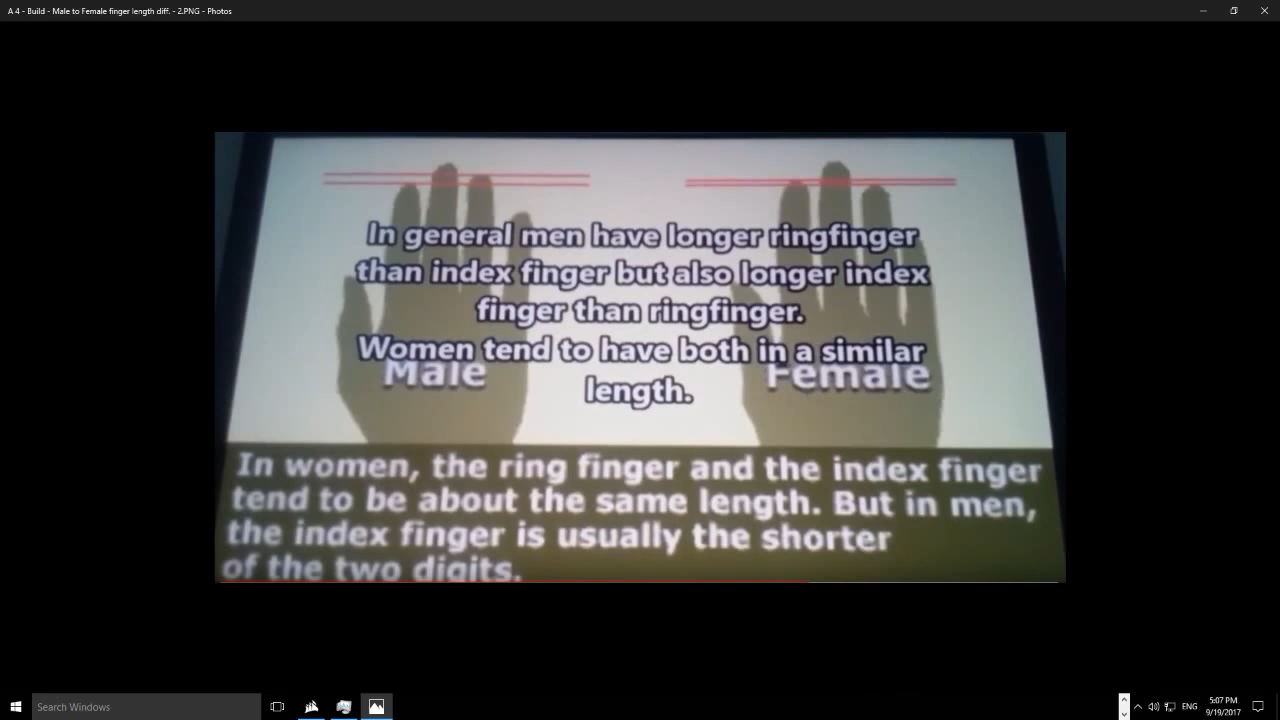 A 4 - Build - Male to Female finger length diff. - 2.PNG - Photos
In general men have longer ringfinger
than index finger but also longer index
finger than ringfinger.
Women tend to have both in a similar
length.
Male
Female
In women, the ring finger and the index finger
tend to be about the same length. But in men,
the index finger is usually the shorter
of the two digits.
Search Windows
ENG
5:07 PM
9/19/2017